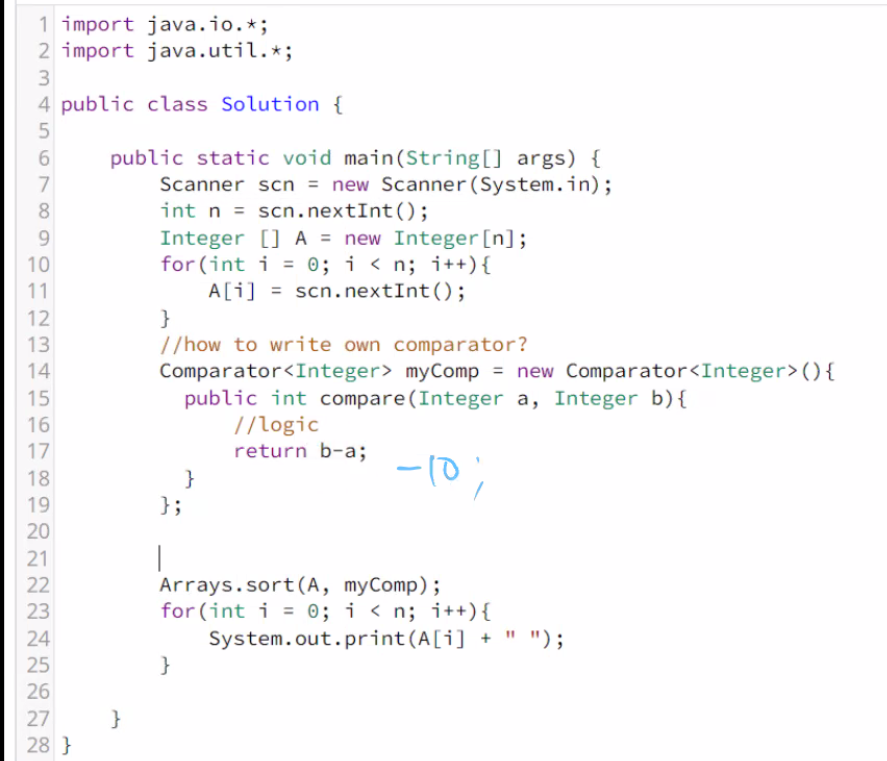 1 import java.io.*;
2 import java.util.*;
3
4 public class Solution {
5
6     public static void main(String[] args) {
7         Scanner scn = new Scanner(System.in);
8         int n = scn.nextInt();
9         Integer [] A = new Integer[n];
10         for(int i = 0; i < n; i++){
11             A[i] = scn.nextInt();
12         }
13         //how to write own comparator?
14         Comparator<Integer> myComp = new Comparator<Integer>(){
15           public int compare(Integer a, Integer b){
16               //logic
17               return b-a;
-10;
18           }
19         };
20
21
22         Arrays.sort(A, myComp);
23         for(int i = 0; i < n; i++){
24             System.out.print(A[i] + " ");
25         }
26
27     }
28 }